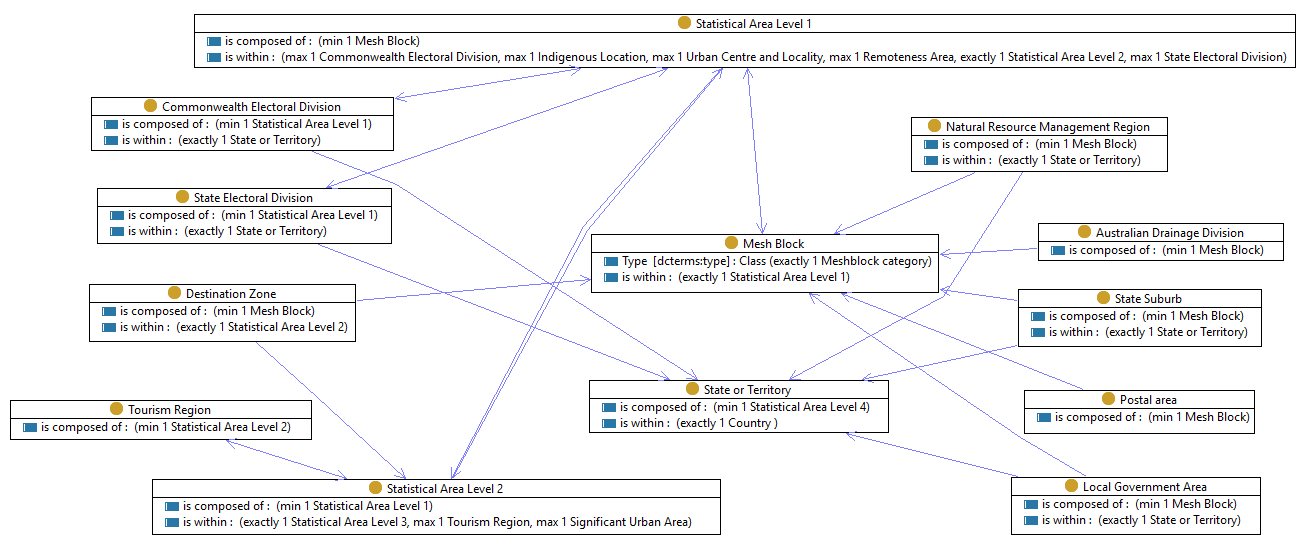 Statistical Area Level 1
is composed of : (min 1 Mesh Block)
is within : (max 1 Commonwealth Electoral Division, max 1 Indigenous Location, max 1 Urban Centre and Locality, max 1 Remoteness Area, exactly 1 Statistical Area Level 2, max 1 State Electoral Division)
Commonwealth Electoral Division
is composed of : (min 1 Statistical Area Level 1)
is within : (exactly 1 State or Territory)
Natural Resource Management Region
is composed of : (min 1 Mesh Block)
is within : (exactly 1 State or Territory)
State Electoral Division
is composed of : (min 1 Statistical Area Level 1)
is within : (exactly 1 State or Territory)
Mesh Block
Type [dcterms:type] : Class (exactly 1 Meshblock category)
is within : (exactly 1 Statistical Area Level 1)
Australian Drainage Division
is composed of : (min 1 Mesh Block)
Destination Zone
is composed of : (min 1 Mesh Block)
is within : (exactly 1 Statistical Area Level 2)
State Suburb
is composed of : (min 1 Mesh Block)
is within : (exactly 1 State or Territory)
State or Territory
is composed of : (min 1 Statistical Area Level 4)
is within : (exactly 1 Country )
Postal area
is composed of : (min 1 Mesh Block)
Tourism Region
is composed of : (min 1 Statistical Area Level 2)
Statistical Area Level 2
is composed of : (min 1 Statistical Area Level 1)
is within : (exactly 1 Statistical Area Level 3, max 1 Tourism Region, max 1 Significant Urban Area)
Local Government Area
is composed of : (min 1 Mesh Block)
is within : (exactly 1 State or Territory)